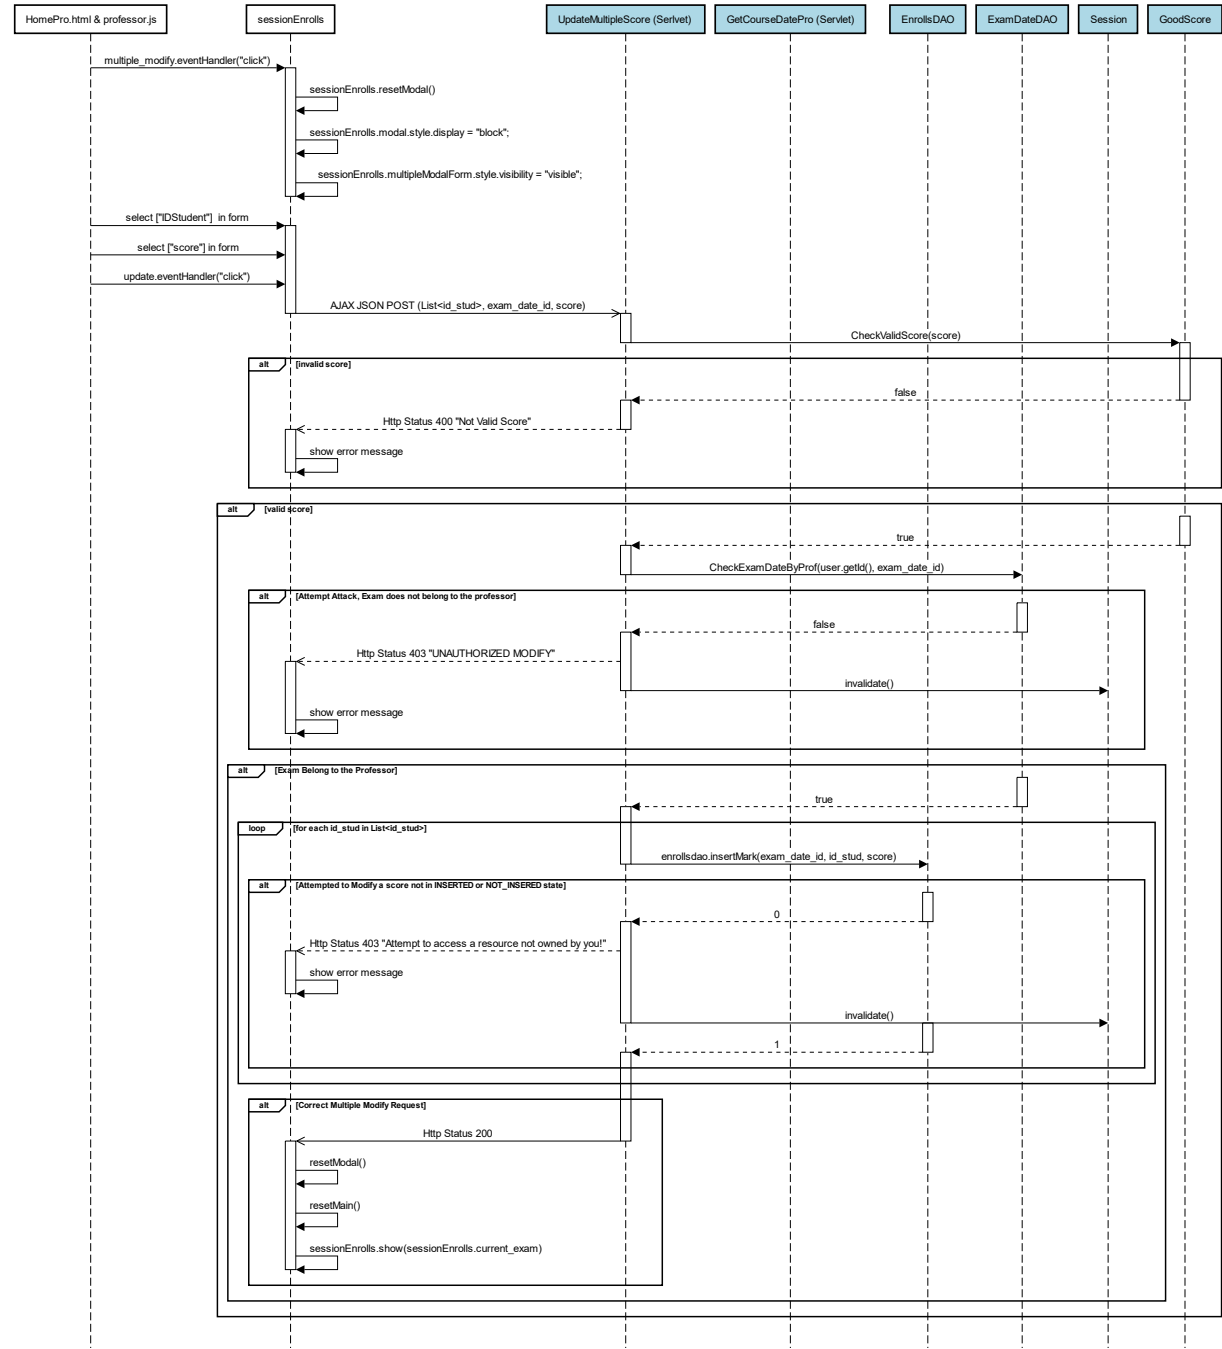 HomePro.html & professor.js
sessionEnrolls
UpdateMultipleScore (Serlvet)
GetCourseDatePro (Servlet)
EnrollsDAO
ExamDateDAO
Session
GoodScore
multiple_modify.eventHandler("click")
sessionEnrolls.resetModal()
sessionEnrolls.modal.style.display = "block";
sessionEnrolls.multipleModalForm.style.visibility = "visible";
select ["IDStudent"] in form
select ["score"] in form
update.eventHandler("click")
AJAX JSON POST (List<id_stud>, exam_date_id, score)
CheckValidScore(score)
alt [invalid score]
false
Http Status 400 "Not Valid Score"
show error message
alt [valid score]
true
CheckExamDateByProf(user.getId(), exam_date_id)
alt [Attempt Attack, Exam does not belong to the professor]
false
Http Status 403 "UNAUTHORIZED MODIFY"
invalidate()
show error message
alt [Exam Belong to the Professor]
true
loop [for each id_stud in List<id_stud>]
enrollsdao.insertMark(exam_date_id, id_stud, score)
alt [Attempted to Modify a score not in INSERTED or NOT_INSERED state]
0
Http Status 403 "Attempt to access a resource not owned by you!"
show error message
invalidate()
1
alt [Correct Multiple Modify Request]
Http Status 200
resetModal()
resetMain()
sessionEnrolls.show(sessionEnrolls.current_exam)